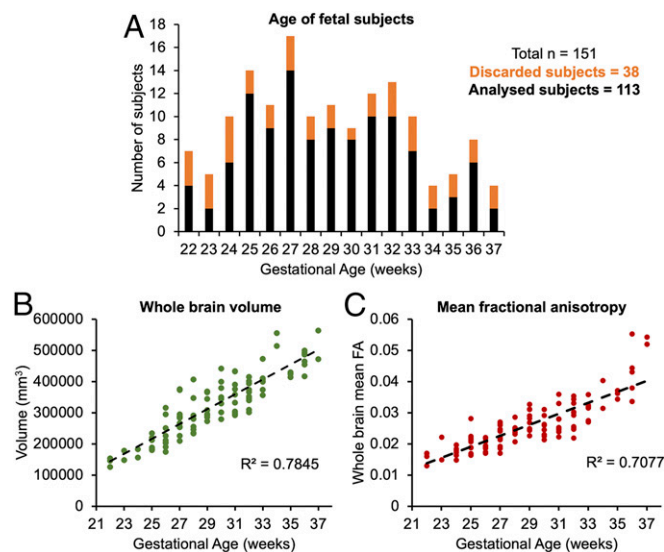 A
Age of fetal subjects
Total n = 151
Discarded subjects = 38
Analysed subjects = 113
Number of subjects
18
16
14
12
10
8
6
4
2
0
22 23 24 25 26 27 28 29 30 31 32 33 34 35 36 37
Gestational Age (weeks)
B
Whole brain volume
Volume (mm³)
600000
500000
400000
300000
200000
100000
0
R² = 0.7845
21 23 25 27 29 31 33 35 37
Gestational Age (weeks)
C
Mean fractional anisotropy
Whole brain mean FA
0.06
0.05
0.04
0.03
0.02
0.01
0
R² = 0.7077
21 23 25 27 29 31 33 35 37
Gestational Age (weeks)